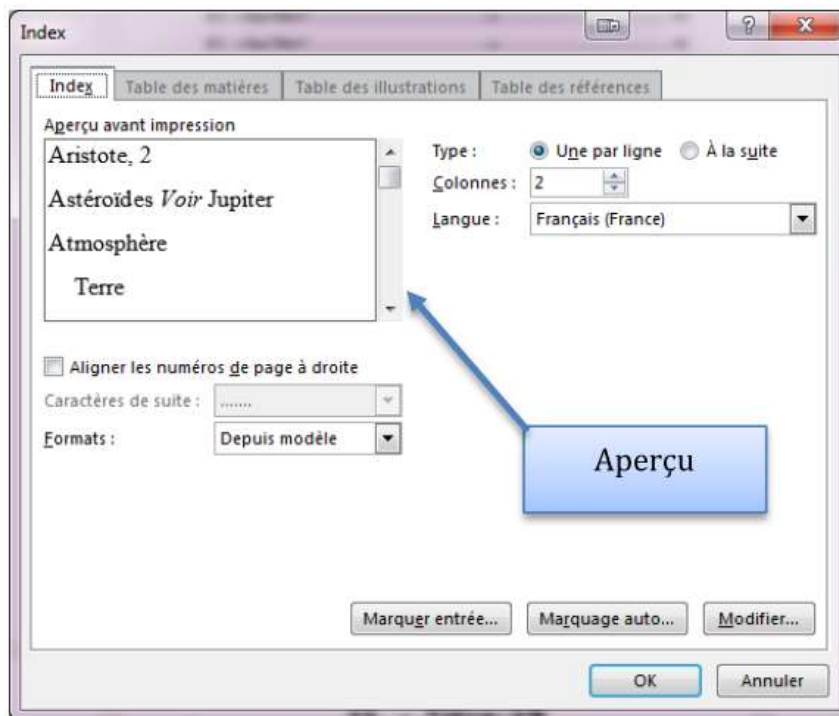 Index
Index Table des matières Table des illustrations Table des références
Aperçu avant impression
Aristote, 2
Astéroïdes Voir Jupiter
Atmosphère
Terre
Type : Une par ligne À la suite
Colonnes : 2
Langue : Français (France)
Aligner les numéros de page à droite
Caractères de suite : .......
Formats : Depuis modèle
Aperçu
Marquer entrée... Marquage auto... Modifier...
OK Annuler